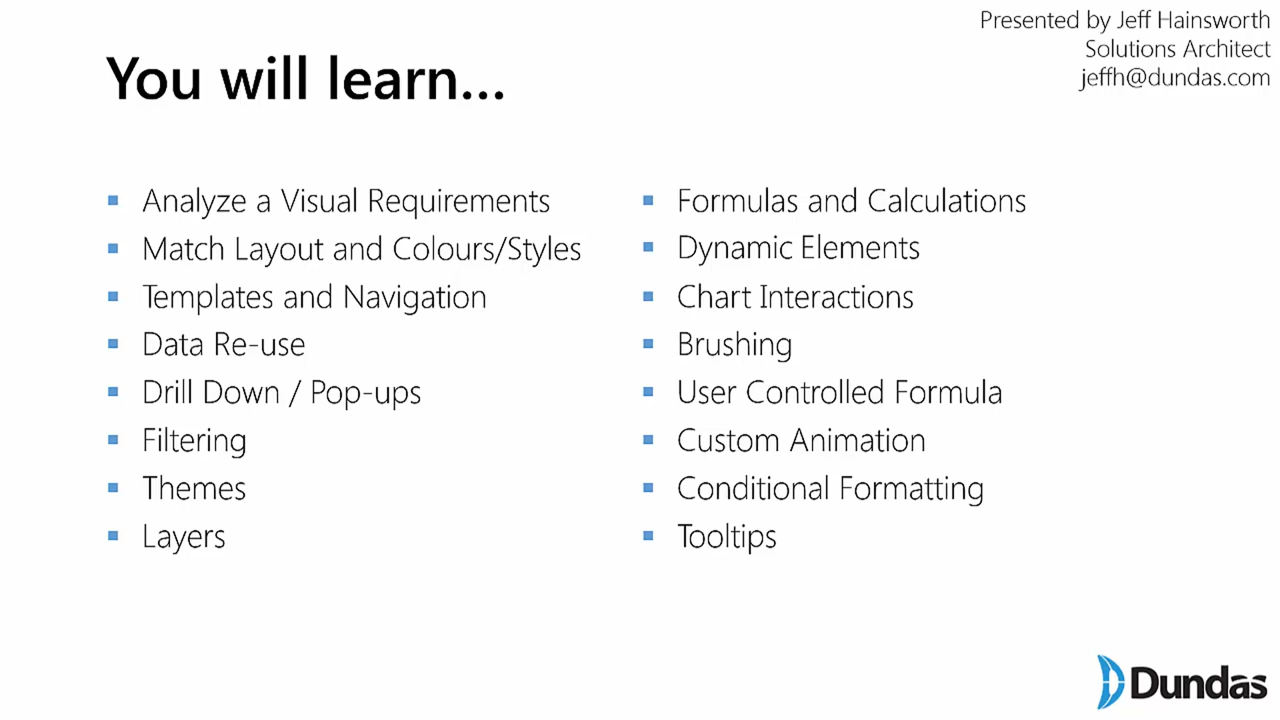 Presented by Jeff Hainsworth
Solutions Architect
jeffh@dundas.com
You will learn...
Analyze a Visual Requirements
Match Layout and Colours/Styles
Templates and Navigation
Data Re-use
Drill Down / Pop-ups
Filtering
Themes
Layers
Formulas and Calculations
Dynamic Elements
Chart Interactions
Brushing
User Controlled Formula
Custom Animation
Conditional Formatting
Tooltips
Dundas